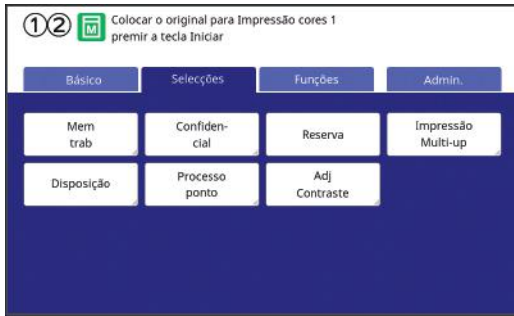 ①② M Colocar o original para Impressão cores 1
premir a tecla Iniciar
Básico Selecções Funções Admin.
Mem
trab
Confiden-
cial
Reserva
Impressão
Multi-up
Disposição
Processo
ponto
Adj
Contraste